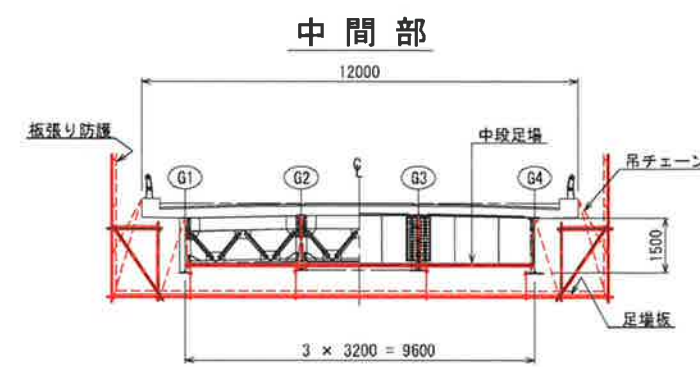 中間部
12000
板張り防護
中段足場
吊チェーン
G1
G2
℄
G3
G4
1500
足場板
3 × 3200 = 9600